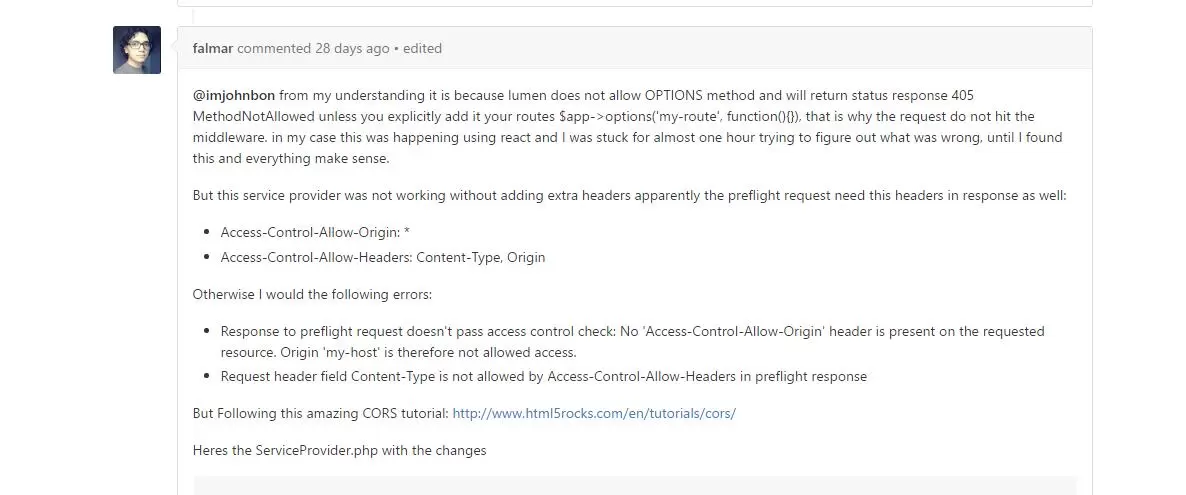 falmar commented 28 days ago • edited
@imjohnbon from my understanding it is because lumen does not allow OPTIONS method and will return status response 405
MethodNotAllowed unless you explicitly add it your routes $app->options('my-route', function(){}), that is why the request do not hit the
middleware. in my case this was happening using react and I was stuck for almost one hour trying to figure out what was wrong, until I found
this and everything make sense.
But this service provider was not working without adding extra headers apparently the preflight request need this headers in response as well:
• Access-Control-Allow-Origin: *
• Access-Control-Allow-Headers: Content-Type, Origin
Otherwise I would the following errors:
• Response to preflight request doesn't pass access control check: No 'Access-Control-Allow-Origin' header is present on the requested
resource. Origin 'my-host' is therefore not allowed access.
• Request header field Content-Type is not allowed by Access-Control-Allow-Headers in preflight response
But Following this amazing CORS tutorial: http://www.html5rocks.com/en/tutorials/cors/
Heres the ServiceProvider.php with the changes